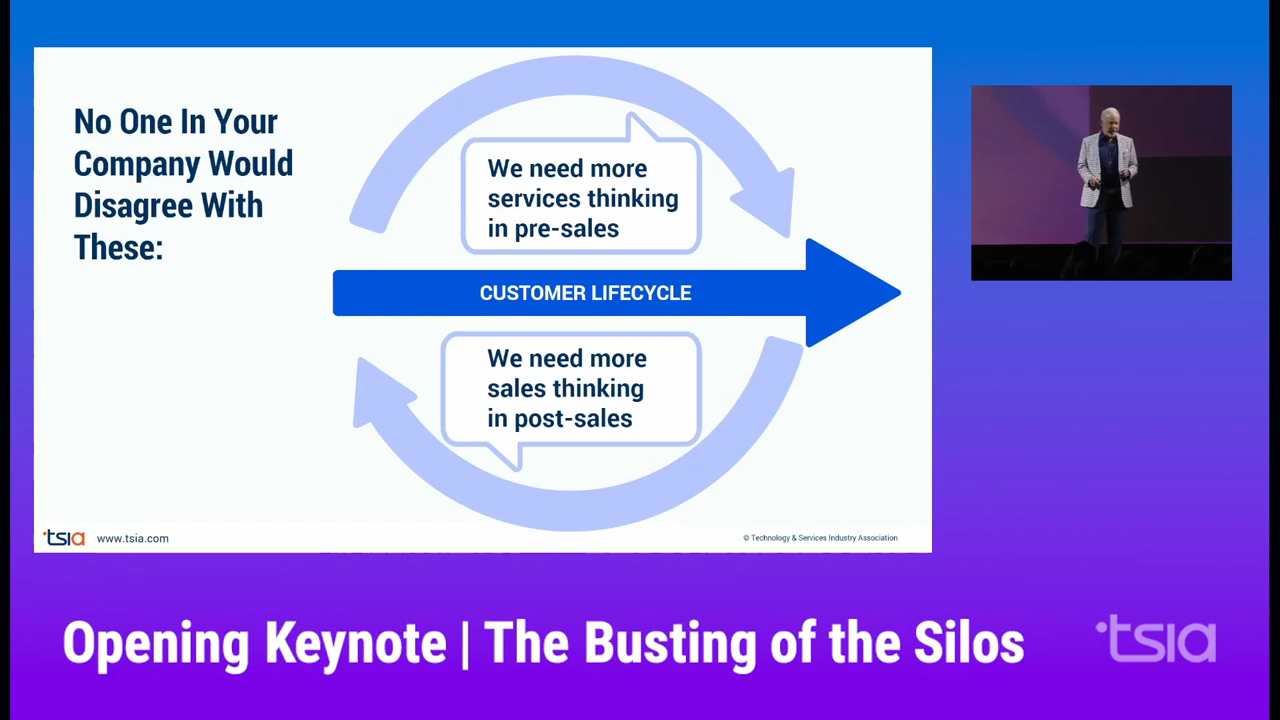 No One In Your
Company Would
Disagree With
These:
We need more
services thinking
in pre-sales
CUSTOMER LIFECYCLE
We need more
sales thinking
in post-sales
tsia www.tsia.com
© Technology & Services Industry Association
Opening Keynote | The Busting of the Silos
tsia